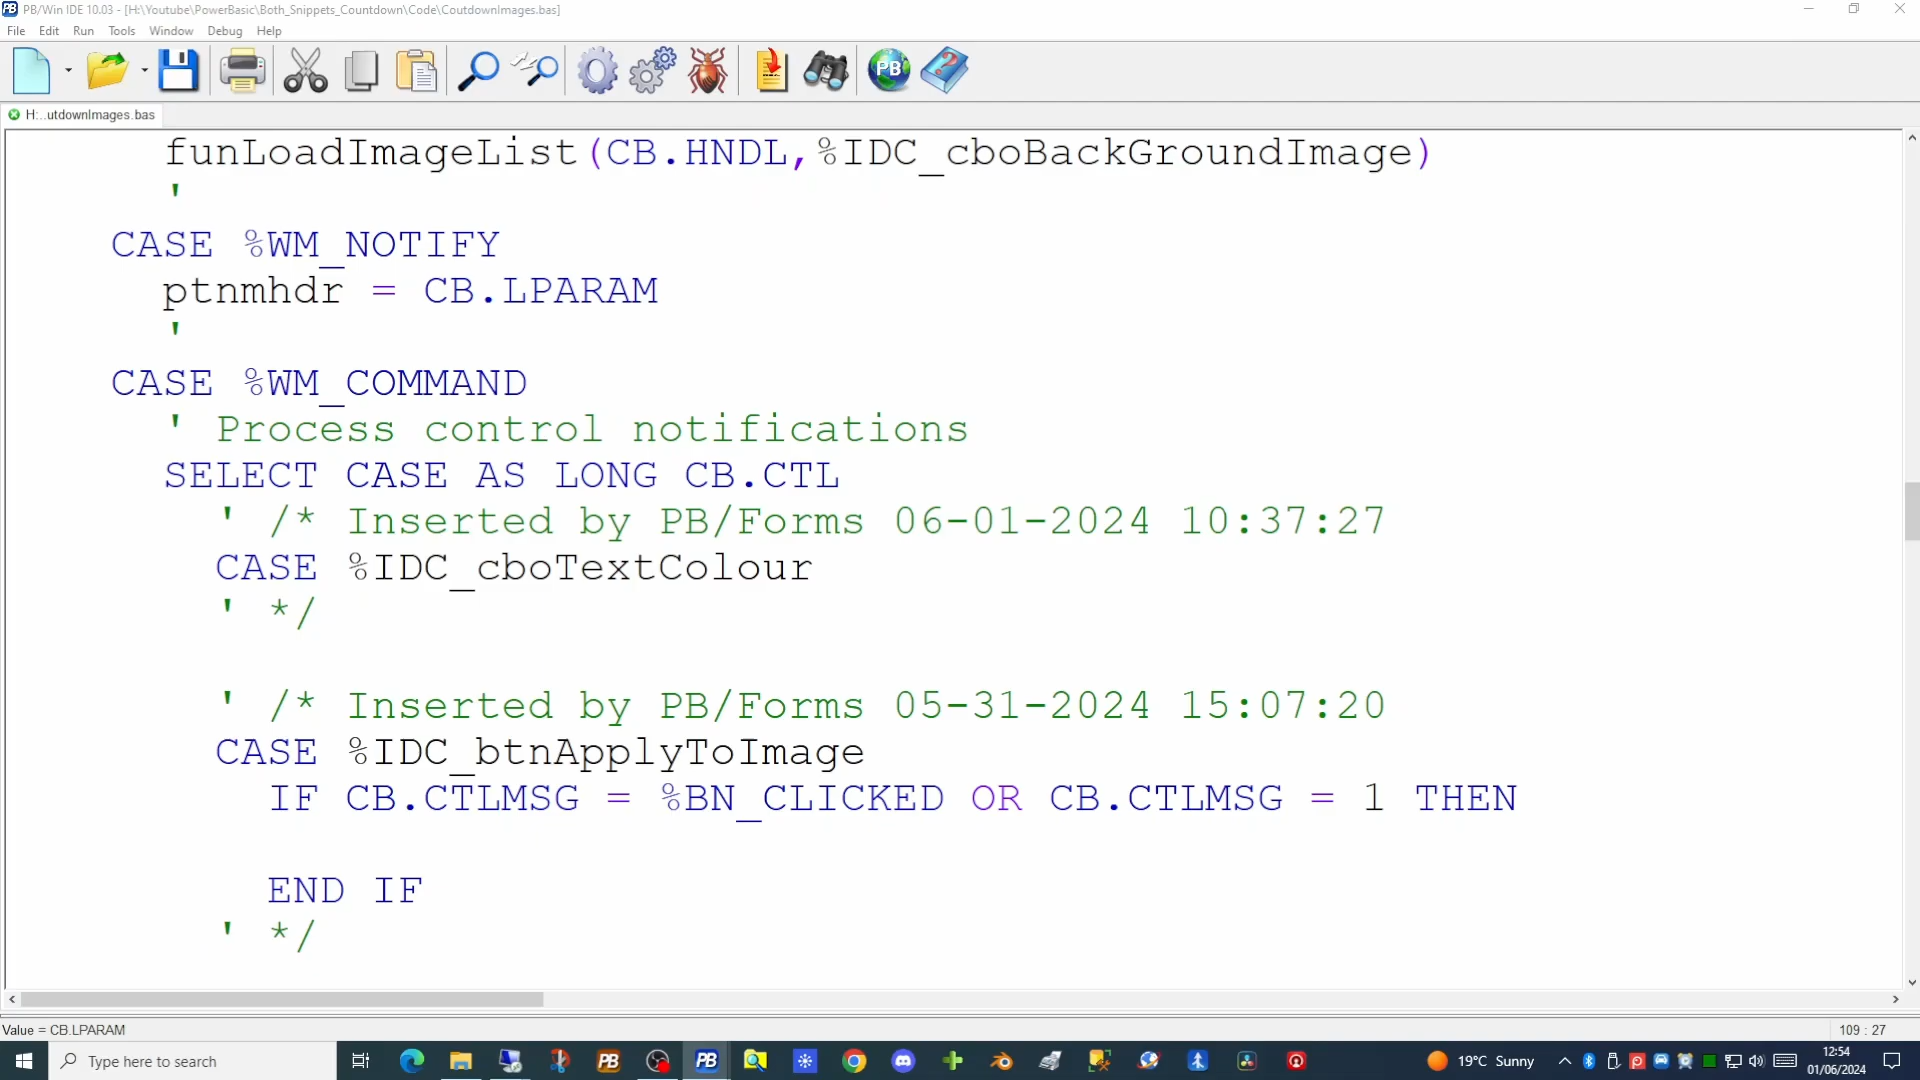 PB/Win IDE 10.03 - [H:\Youtube\PowerBasic\Both_Snippets_Countdown\Code\CoutdownImages.bas]
File Edit Run Tools Window Debug Help
H:..utdownImages.bas
funLoadImageList(CB.HNDL,%IDC_cboBackGroundImage)
'
CASE %WM_NOTIFY
ptnmhdr = CB.LPARAM
'
CASE %WM_COMMAND
' Process control notifications
SELECT CASE AS LONG CB.CTL
' /* Inserted by PB/Forms 06-01-2024 10:37:27
CASE %IDC_cboTextColour
' */
' /* Inserted by PB/Forms 05-31-2024 15:07:20
CASE %IDC_btnApplyToImage
IF CB.CTLMSG = %BN_CLICKED OR CB.CTLMSG = 1 THEN
END IF
' */
Value = CB.LPARAM
109 : 27
Type here to search
19°C Sunny
12:54
01/06/2024